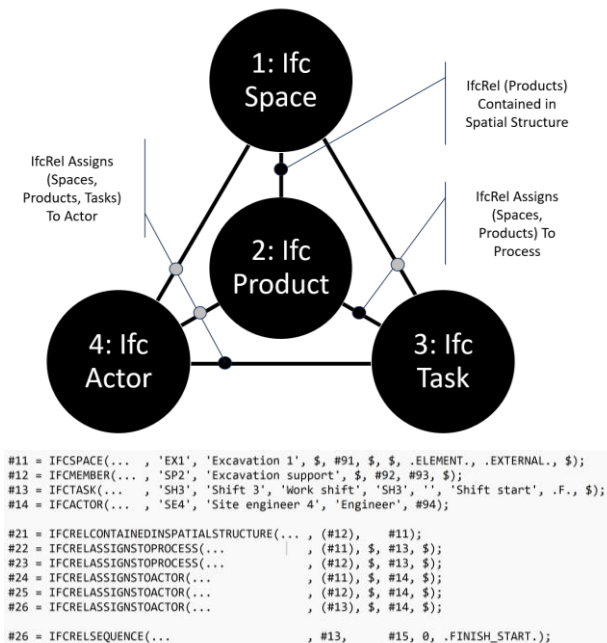 1: Ifc
Space
IfcRel (Products)
Contained in
Spatial Structure
IfcRel Assigns
(Spaces,
Products, Tasks)
To Actor
IfcRel Assigns
(Spaces,
Products) To
Process
2: Ifc
Product
4: Ifc
Actor
3: Ifc
Task
#11 = IFCSPACE(... , 'EX1', 'Excavation 1', $, #91, $, $, .ELEMENT., .EXTERNAL., $);
#12 = IFCMEMBER(... , 'SP2', 'Excavation support', $, #92, #93, $);
#13 = IFCTASK(... , 'SH3', 'Shift 3', 'Work shift', 'SH3', '', 'Shift start', .F., $);
#14 = IFCACTOR(... , 'SE4', 'Site engineer 4', 'Engineer', #94);
#21 = IFCRELCONTAINEDINSPATIALSTRUCTURE(... , (#12), #11);
#22 = IFCRELASSIGNSTOPROCESS(... , (#11), $, #13, $);
#23 = IFCRELASSIGNSTOPROCESS(... , (#12), $, #13, $);
#24 = IFCRELASSIGNSTOACTOR(... , (#11), $, #14, $);
#25 = IFCRELASSIGNSTOACTOR(... , (#12), $, #14, $);
#26 = IFCRELASSIGNSTOACTOR(... , (#13), $, #14, $);
#26 = IFCRELSEQUENCE(... , #13, #15, 0, .FINISH_START.);